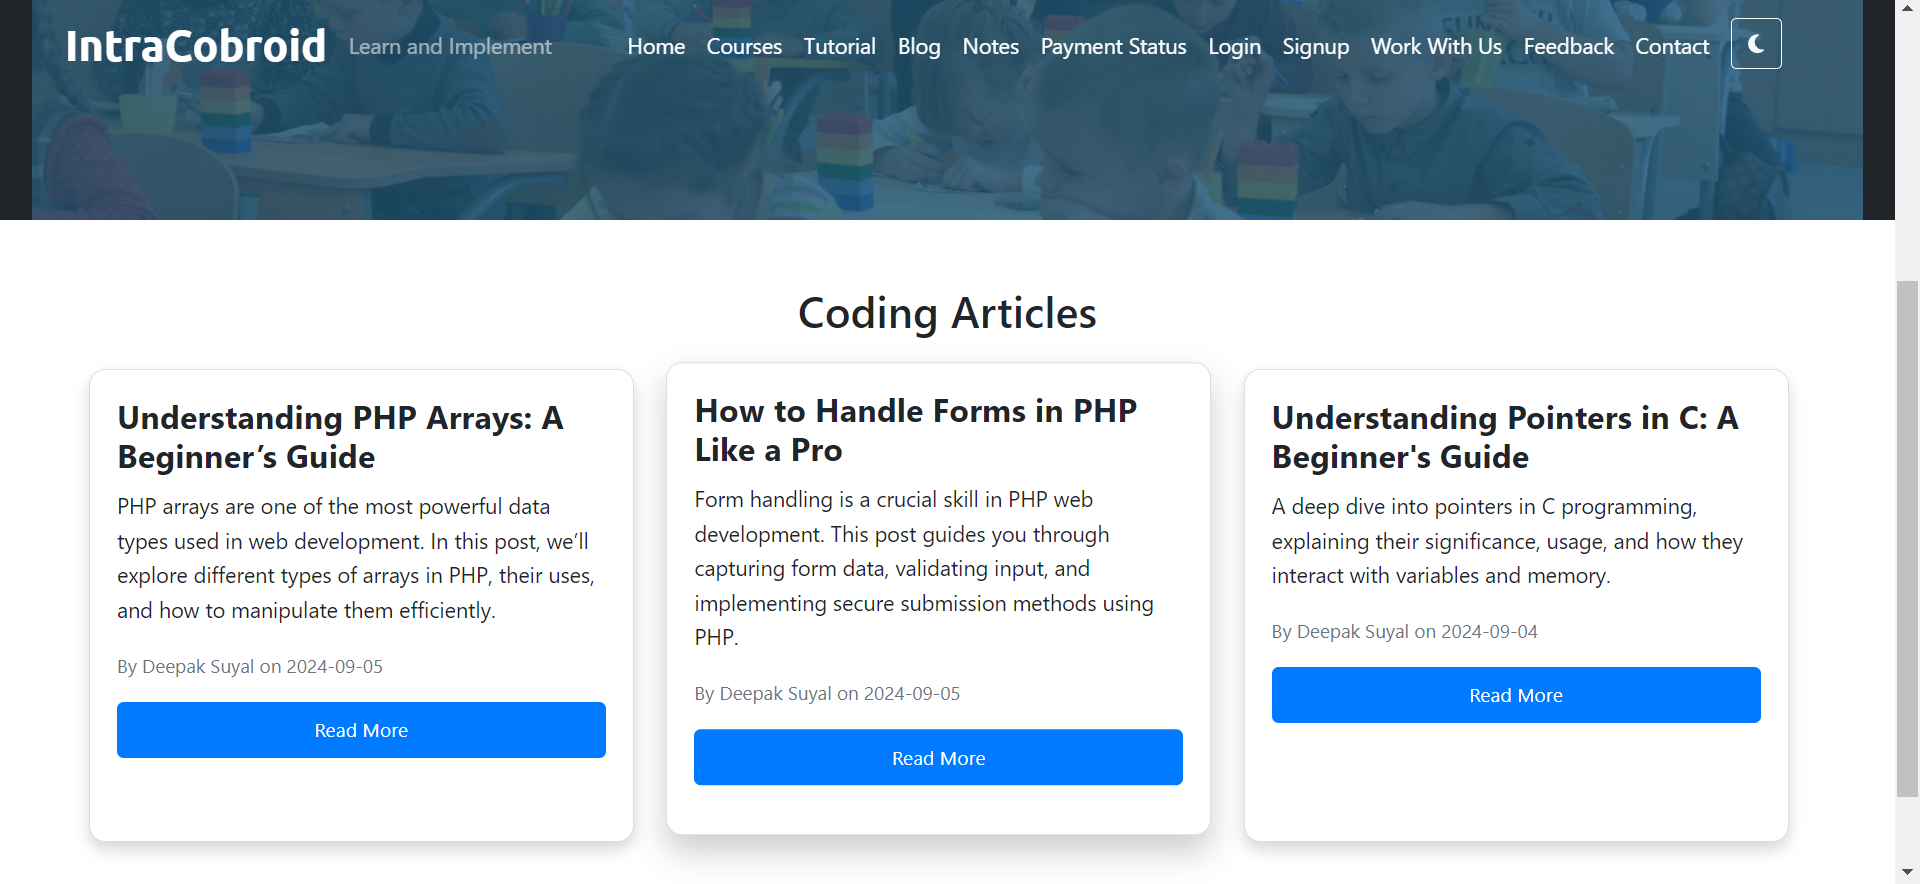 IntraCobroid Learn and Implement Home Courses Tutorial Blog Notes Payment Status Login Signup Work With Us Feedback Contact
Coding Articles
Understanding PHP Arrays: A
Beginner’s Guide
PHP arrays are one of the most powerful data
types used in web development. In this post, we’ll
explore different types of arrays in PHP, their uses,
and how to manipulate them efficiently.
By Deepak Suyal on 2024-09-05
Read More
How to Handle Forms in PHP
Like a Pro
Form handling is a crucial skill in PHP web
development. This post guides you through
capturing form data, validating input, and
implementing secure submission methods using
PHP.
By Deepak Suyal on 2024-09-05
Read More
Understanding Pointers in C: A
Beginner's Guide
A deep dive into pointers in C programming,
explaining their significance, usage, and how they
interact with variables and memory.
By Deepak Suyal on 2024-09-04
Read More